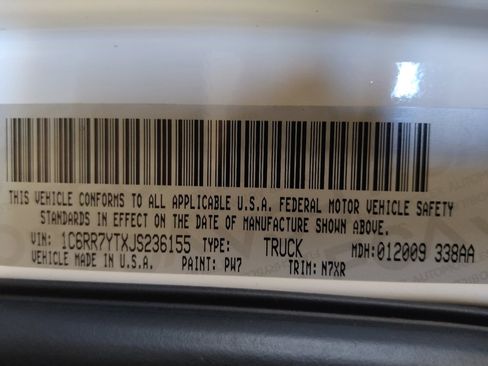 THIS VEHICLE CONFORMS TO ALL APPLICABLE U.S.A. FEDERAL MOTOR VEHICLE SAFETY
STANDARDS IN EFFECT ON THE DATE OF MANUFACTURE SHOWN ABOVE.
VIN: 1C6RR7YTXJS236155 TYPE: TRUCK MDH:012009 338AA
VEHICLE MADE IN U.S.A. PAINT: PW7 TRIM: N7XR